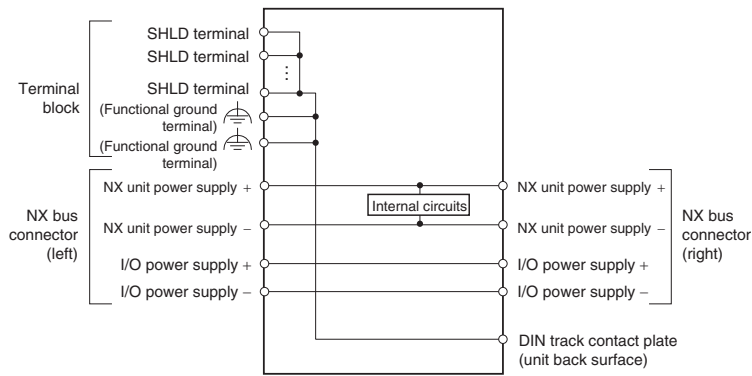 SHLD terminal
SHLD terminal
SHLD terminal
Terminal
block
(Functional ground
terminal)
(Functional ground
terminal)
NX bus
connector
(left)
NX unit power supply +
NX unit power supply −
I/O power supply +
I/O power supply −
Internal circuits
NX unit power supply +
NX unit power supply −
I/O power supply +
I/O power supply −
NX bus
connector
(right)
DIN track contact plate
(unit back surface)